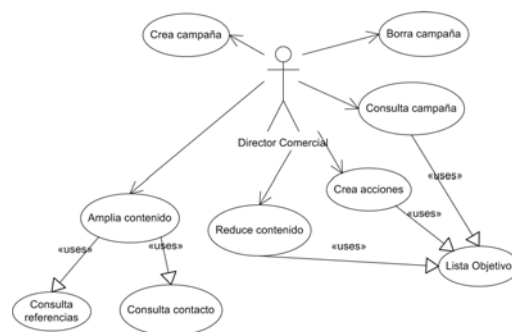 Crea campaña
Borra campaña
Consulta campaña
Director Comercial
«uses»
Crea acciones
Amplia contenido
«uses»
Reduce contenido
«uses»
«uses»
«uses»
Lista Objetivo
Consulta
referencias
Consulta contacto